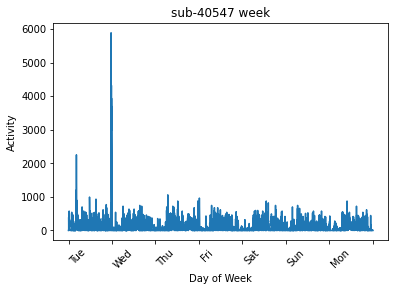 sub-40547 week
Activity
6000
5000
4000
3000
2000
1000
0
Tue
Wed
Thu
Fri
Sat
Sun
Mon
Day of Week